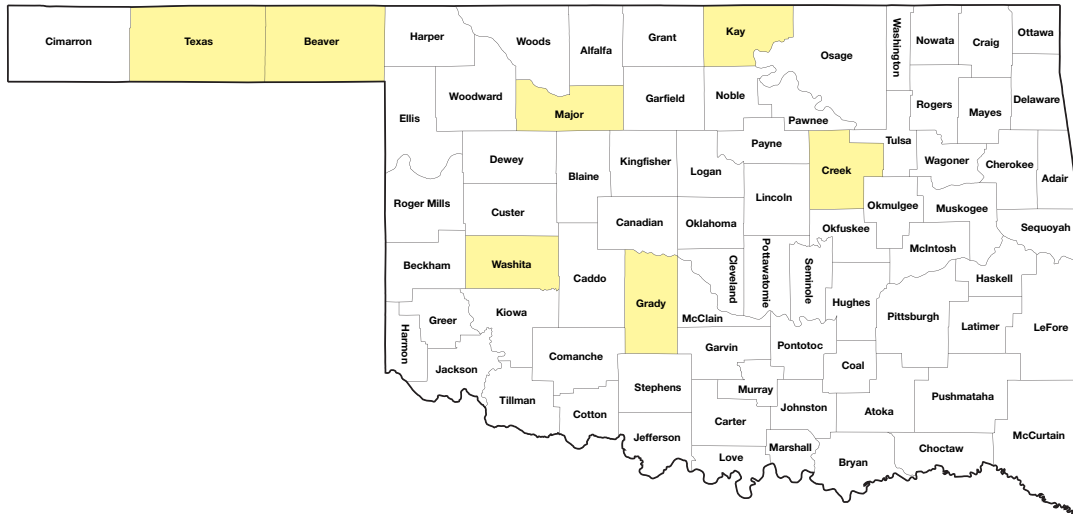 Cimarron
Texas
Beaver
Harper
Woods
Alfalfa
Grant
Kay
Osage
Washington
Nowata
Craig
Ottawa
Ellis
Woodward
Major
Garfield
Noble
Pawnee
Rogers
Mayes
Delaware
Dewey
Blaine
Kingfisher
Logan
Payne
Creek
Tulsa
Wagoner
Cherokee
Adair
Roger Mills
Custer
Canadian
Oklahoma
Lincoln
Okfuskee
Okmulgee
Muskogee
Sequoyah
Beckham
Washita
Caddo
Grady
Cleveland
Pottawatomie
Seminole
Hughes
McIntosh
Haskell
McClain
Pittsburgh
Latimer
LeFore
Harmon
Greer
Kiowa
Comanche
Garvin
Pontotoc
Coal
Jackson
Tillman
Cotton
Stephens
Murray
Johnston
Atoka
Pushmataha
McCurtain
Jefferson
Carter
Love
Marshall
Bryan
Choctaw